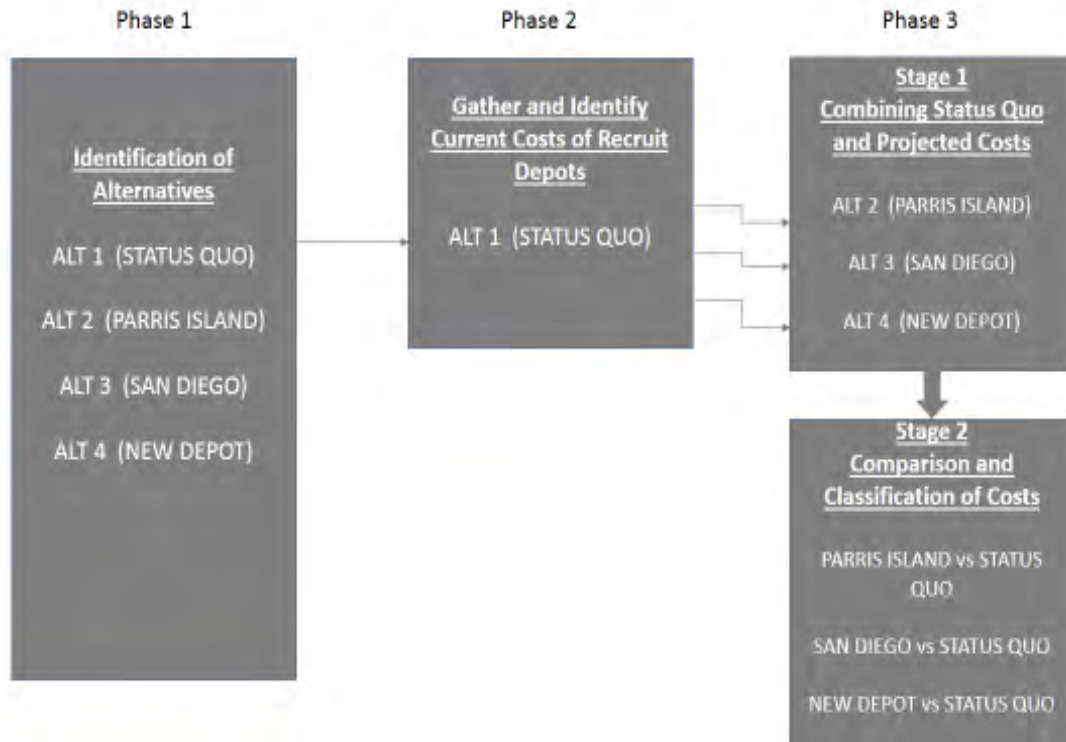 Phase 1
Phase 2
Phase 3
Identification of
Alternatives
ALT 1 (STATUS QUO)
ALT 2 (PARRIS ISLAND)
ALT 3 (SAN DIEGO)
ALT 4 (NEW DEPOT)
Gather and Identify
Current Costs of Recruit
Depots
ALT 1 (STATUS QUO)
Stage 1
Combining Status Quo
and Projected Costs
ALT 2 (PARRIS ISLAND)
ALT 3 (SAN DIEGO)
ALT 4 (NEW DEPOT)
Stage 2
Comparison and
Classification of Costs
PARRIS ISLAND vs STATUS
QUO
SAN DIEGO vs STATUS QUO
NEW DEPOT vs STATUS QUO